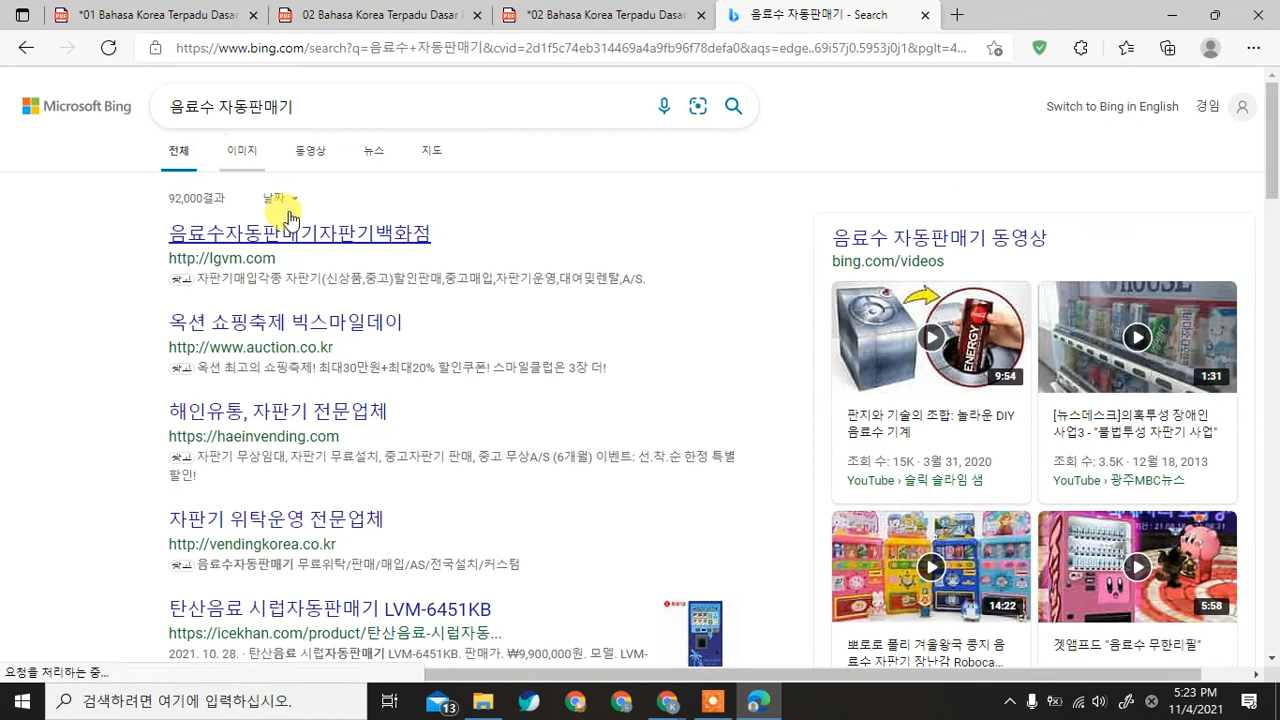 *01 Bahasa Korea Terpadu Dasar
02 Bahasa Korea Terpadu Dasar
*02 Bahasa Korea Terpadu Dasar
음료수 자동판매기 - Search
https://www.bing.com/search?q=음료수+자동판매기&cvid=2d1f5c74eb314469a4a9fb96f78defa0&aqs=edge..69i57j0.5953j0j1&pglt=4...
Microsoft Bing
음료수 자동판매기
Switch to Bing in English
경임
전체
이미지
동영상
뉴스
지도
92,000결과
날짜
음료수자동판매기자판기백화점
http://lgvm.com
광고 자판기매입각종 자판기(신상품,중고)할인판매,중고매입,자판기운영,대여및렌탈,A/S.
옥션 쇼핑축제 빅스마일데이
http://www.auction.co.kr
광고 옥션 최고의 쇼핑축제! 최대30만원+최대20% 할인쿠폰! 스마일클럽은 3장 더!
해인유통, 자판기 전문업체
https://haeinvending.com
광고 자판기 무상임대, 자판기 무료설치, 중고자판기 판매, 중고 무상A/S (6개월) 이벤트: 선.착.순 한정 특별
할인!
자판기 위탁운영 전문업체
http://vendingkorea.co.kr
광고 음료수자동판매기 무료위탁/판매/매입/AS/전국설치/커스텀
탄산음료 시럽자동판매기 LVM-6451KB
https://icekhan.com/product/탄산음료-시럽자동...
2021. 10. 28. · 탄산음료 시럽자동판매기 LVM-6451KB. 판매가. ₩9,900,000원. 모델. LVM-
음료수 자동판매기 동영상
bing.com/videos
ENERGY
9:54
HOUSE
1:31
판지와 기술의 조합: 놀라운 DIY
음료수 기계
조회 수: 15K · 3월 31, 2020
YouTube › 슬릭 슬라임 샘
[뉴스데스크]의혹투성 장애인
사업3 - "불법투성 자판기 사업"
조회 수: 3.5K · 12월 18, 2013
YouTube › 광주MBC뉴스
14:22
5:58
뽀로로 폴리 겨울왕국 콩지 음
료수 자판기 장난감 Roboca...
겟앰프드 "음료수 무한리필"
요청을 처리하는 중...
검색하려면 여기에 입력하십시오.
13
5:23 PM
11/4/2021